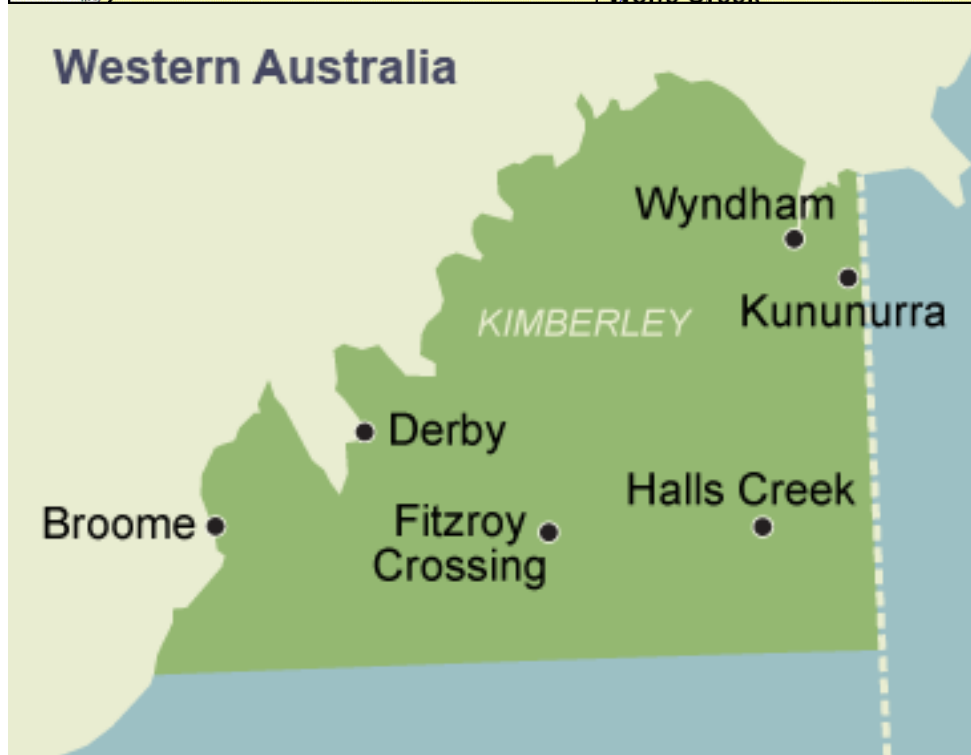 Western Australia
Wyndham
Kununurra
KIMBERLEY
Derby
Halls Creek
Broome
Fitzroy
Crossing